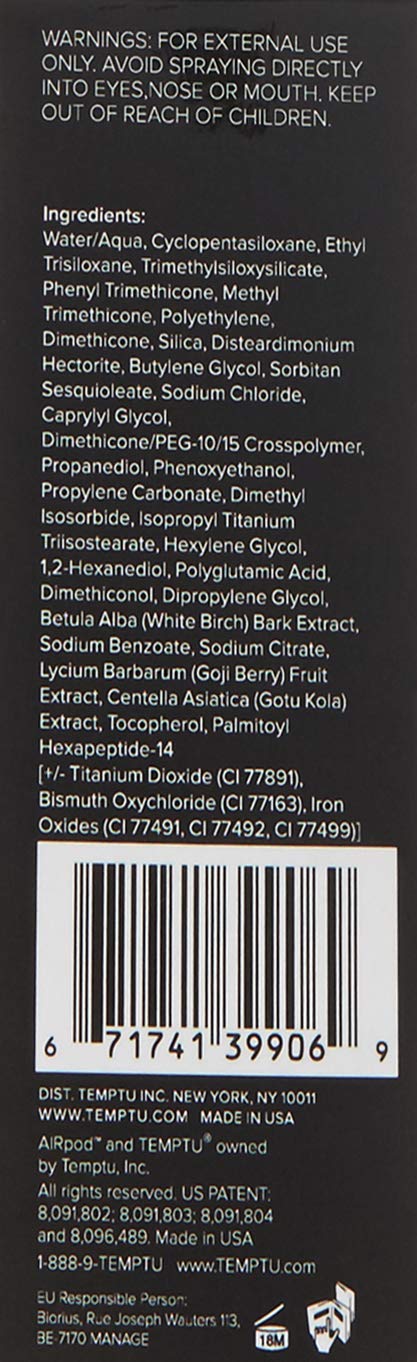 WARNINGS: FOR EXTERNAL USE
ONLY. AVOID SPRAYING DIRECTLY
INTO EYES,NOSE OR MOUTH. KEEP
OUT OF REACH OF CHILDREN.
Ingredients:
Water/Aqua, Cyclopentasiloxane, Ethyl
Trisiloxane, Trimethylsiloxysilicate,
Phenyl Trimethicone, Methyl
Trimethicone, Polyethylene,
Dimethicone, Silica, Disteardimonium
Hectorite, Butylene Glycol, Sorbitan
Sesquioleate, Sodium Chloride,
Caprylyl Glycol,
Dimethicone/PEG-10/15 Crosspolymer,
Propanediol, Phenoxyethanol,
Propylene Carbonate, Dimethyl
Isosorbide, Isopropyl Titanium
Triisostearate, Hexylene Glycol,
1,2-Hexanediol, Polyglutamic Acid,
Dimethiconol, Dipropylene Glycol,
Betula Alba (White Birch) Bark Extract,
Sodium Benzoate, Sodium Citrate,
Lycium Barbarum (Goji Berry) Fruit
Extract, Centella Asiatica (Gotu Kola)
Extract, Tocopherol, Palmitoyl
Hexapeptide-14
[+/- Titanium Dioxide (CI 77891),
Bismuth Oxychloride (CI 77163), Iron
Oxides (CI 77491, CI 77492, CI 77499)]
6 71741 39906 9
DIST. TEMPTU INC. NEW YORK, NY 10011
WWW.TEMPTU.COM MADE IN USA
AIRpod™ and TEMPTU® owned
by Temptu, Inc.
All rights reserved. US PATENT:
8,091,802; 8,091,803; 8,091,804
and 8,096,489. Made in USA
1-888-9-TEMPTU www.TEMPTU.com
EU Responsible Person:
Biorius, Rue Joseph Wauters 113,
BE-7170 MANAGE
18M